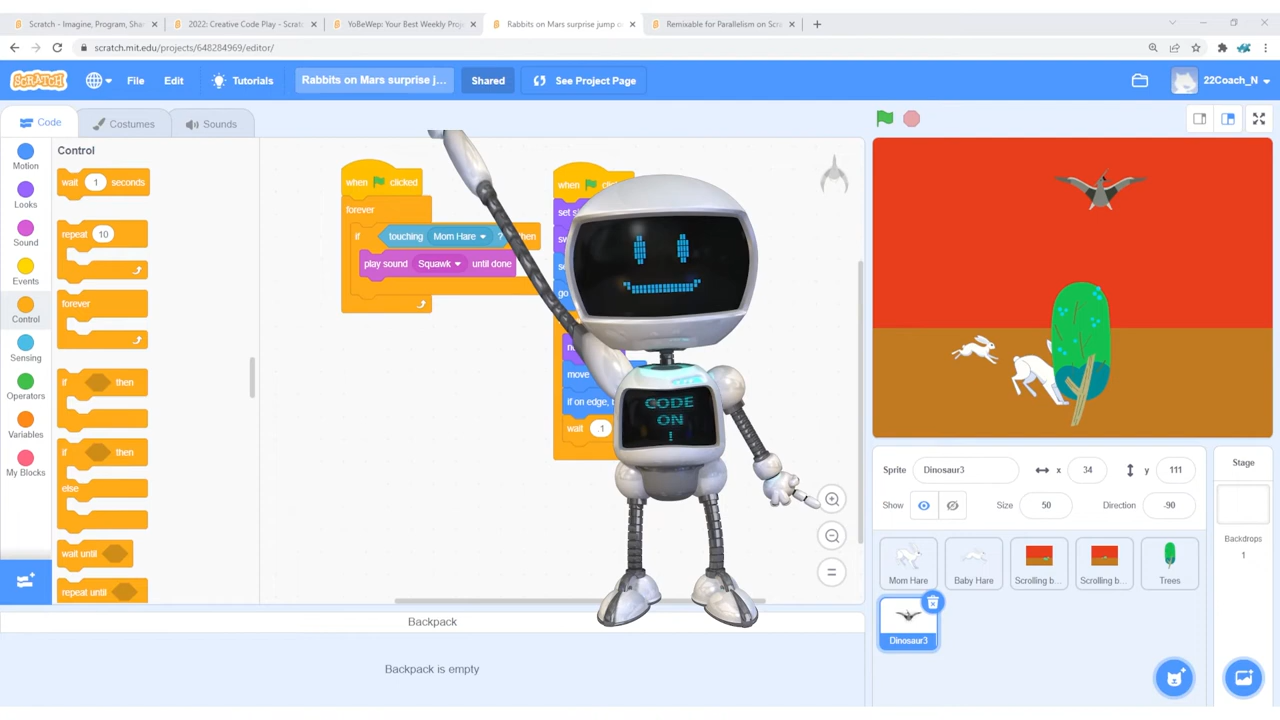 Scratch - Imagine, Program, Shar
2022: Creative Code Play - Scratc
YoBeWep: Your Best Weekly Proje
Rabbits on Mars surprise jump o
Remixable for Parallelism on Scra
scratch.mit.edu/projects/648284969/editor/
SCRATCH
File
Edit
Tutorials
Rabbits on Mars surprise j...
Shared
See Project Page
22Coach_N
Code
Costumes
Sounds
Motion
Looks
Sound
Events
Control
Sensing
Operators
Variables
My Blocks
Control
wait 1 seconds
repeat 10
forever
if then
if then
else
wait until
repeat until
when clicked
forever
if touching Mom Hare ? then
play sound Squawk until done
when
set
go
move
if on edge,
wait .1
CODE
ON
!
Backpack
Backpack is empty
Sprite Dinosaur3 x 34 y 111
Show Size 50 Direction -90
Mom Hare
Baby Hare
Scrolling b...
Scrolling b...
Trees
Dinosaur3
Stage
Backdrops
1